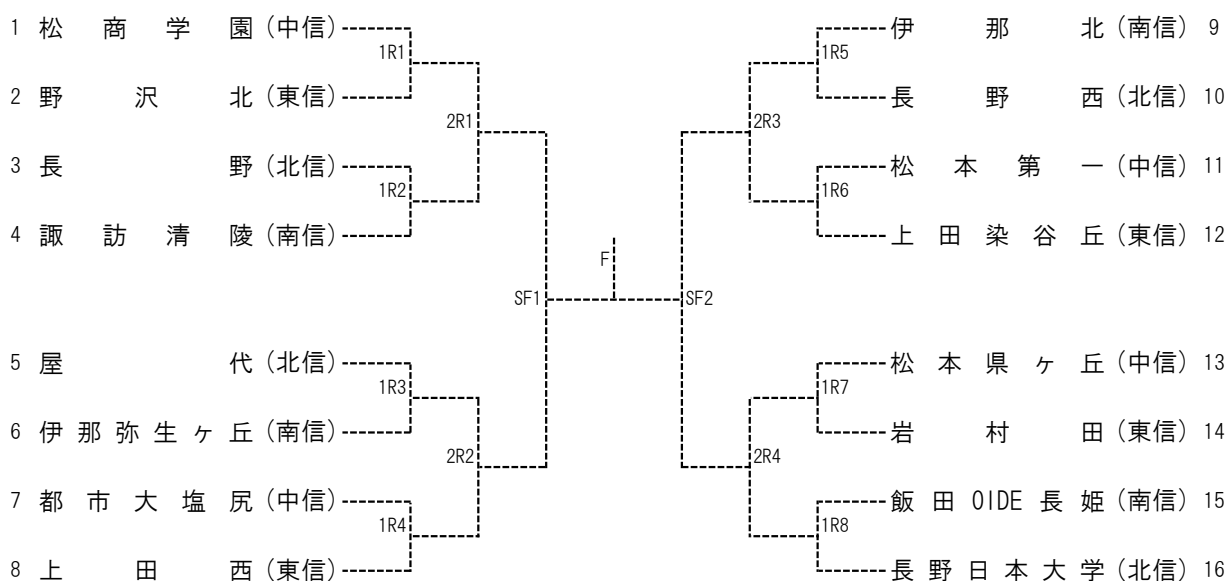 1 松商学園(中信) 伊那北(南信) 9
1R1 1R5
2 野沢北(東信) 長野西(北信) 10
2R1 2R3
3 長野(北信) 松本第一(中信) 11
1R2 1R6
4 諏訪清陵(南信) 上田染谷丘(東信) 12
F
SF1 SF2
5 屋代(北信) 松本県ヶ丘(中信) 13
1R3 1R7
6 伊那弥生ヶ丘(南信) 岩村田(東信) 14
2R2 2R4
7 都市大塩尻(中信) 飯田OIDE長姫(南信) 15
1R4 1R8
8 上田西(東信) 長野日本大学(北信) 16